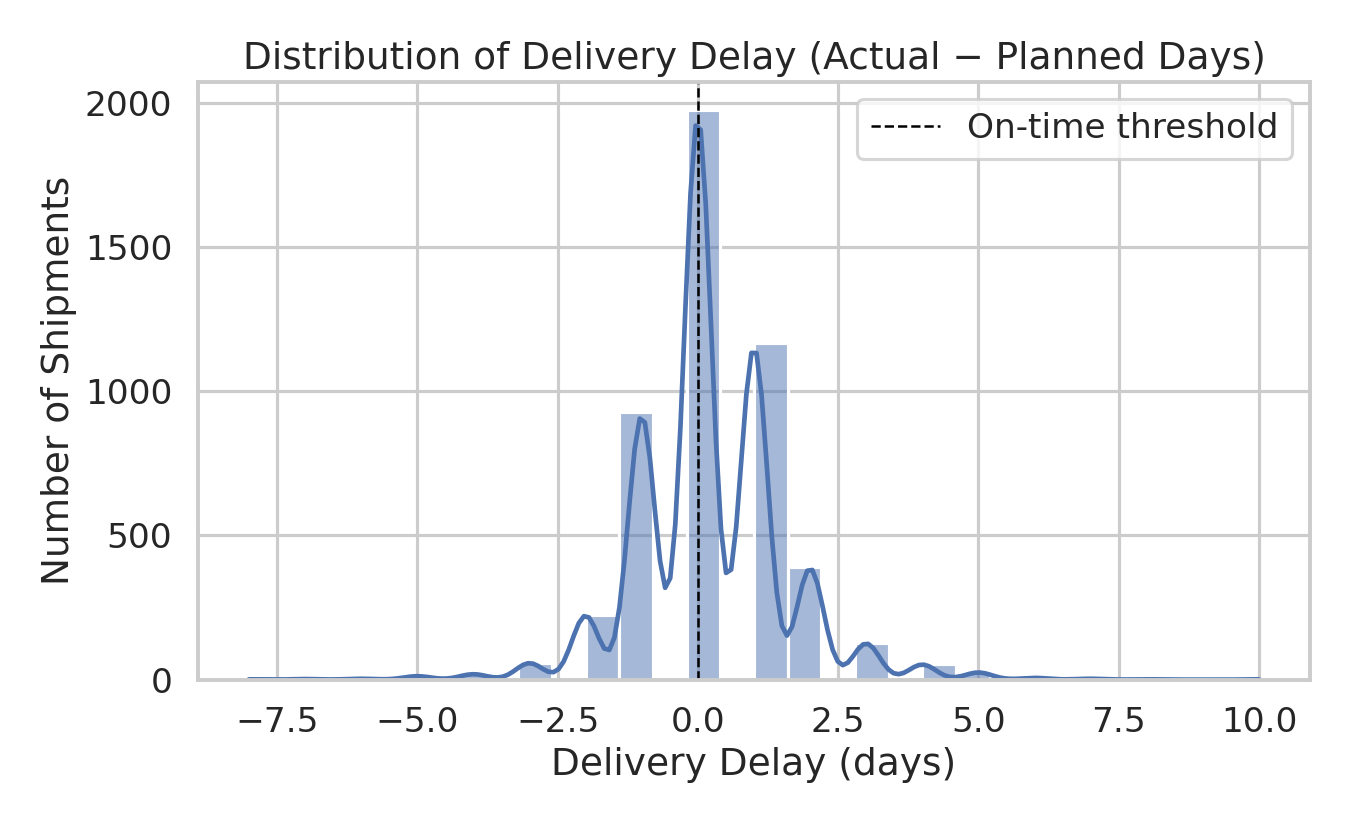 Distribution of Delivery Delay (Actual − Planned Days)
On-time threshold
Number of Shipments
2000
1500
1000
500
0
−7.5 −5.0 −2.5 0.0 2.5 5.0 7.5 10.0
Delivery Delay (days)